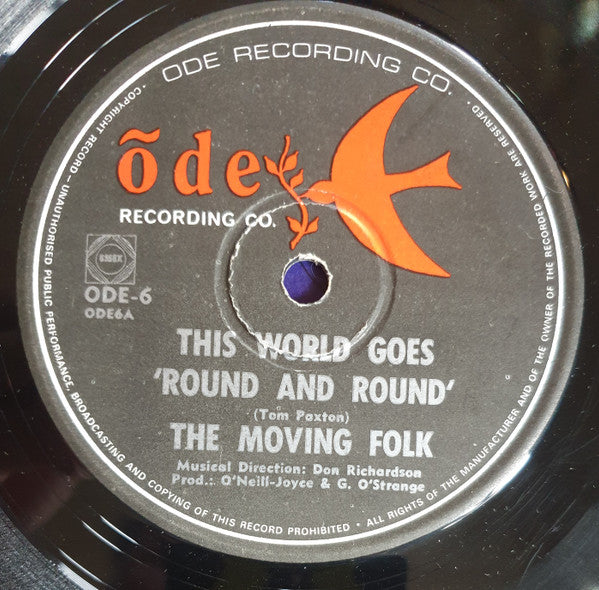 · ODE RECORDING CO. ·
õde
RECORDING CO.
ODE-6
ODE6A
THIS WORLD GOES
'ROUND AND ROUND'
(Tom Paxton)
THE MOVING FOLK
Musical Direction: Don Richardson
Prod.: O'Neill-Joyce & G. O'Strange
· COPYRIGHT RECORD – UNAUTHORISED PUBLIC PERFORMANCE, BROADCASTING AND COPYING OF THIS RECORD PROHIBITED · ALL RIGHTS OF THE MANUFACTURER AND OF THE OWNER OF THE RECORDED WORK ARE RESERVED ·